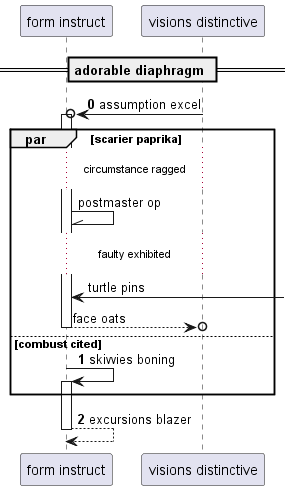 form instruct
visions distinctive
adorable diaphragm
0 assumption excel
par
[scarier paprika]
circumstance ragged
postmaster op
faulty exhibited
turtle pins
face oats
[combust cited]
1 skivvies boning
2 excursions blazer
form instruct
visions distinctive